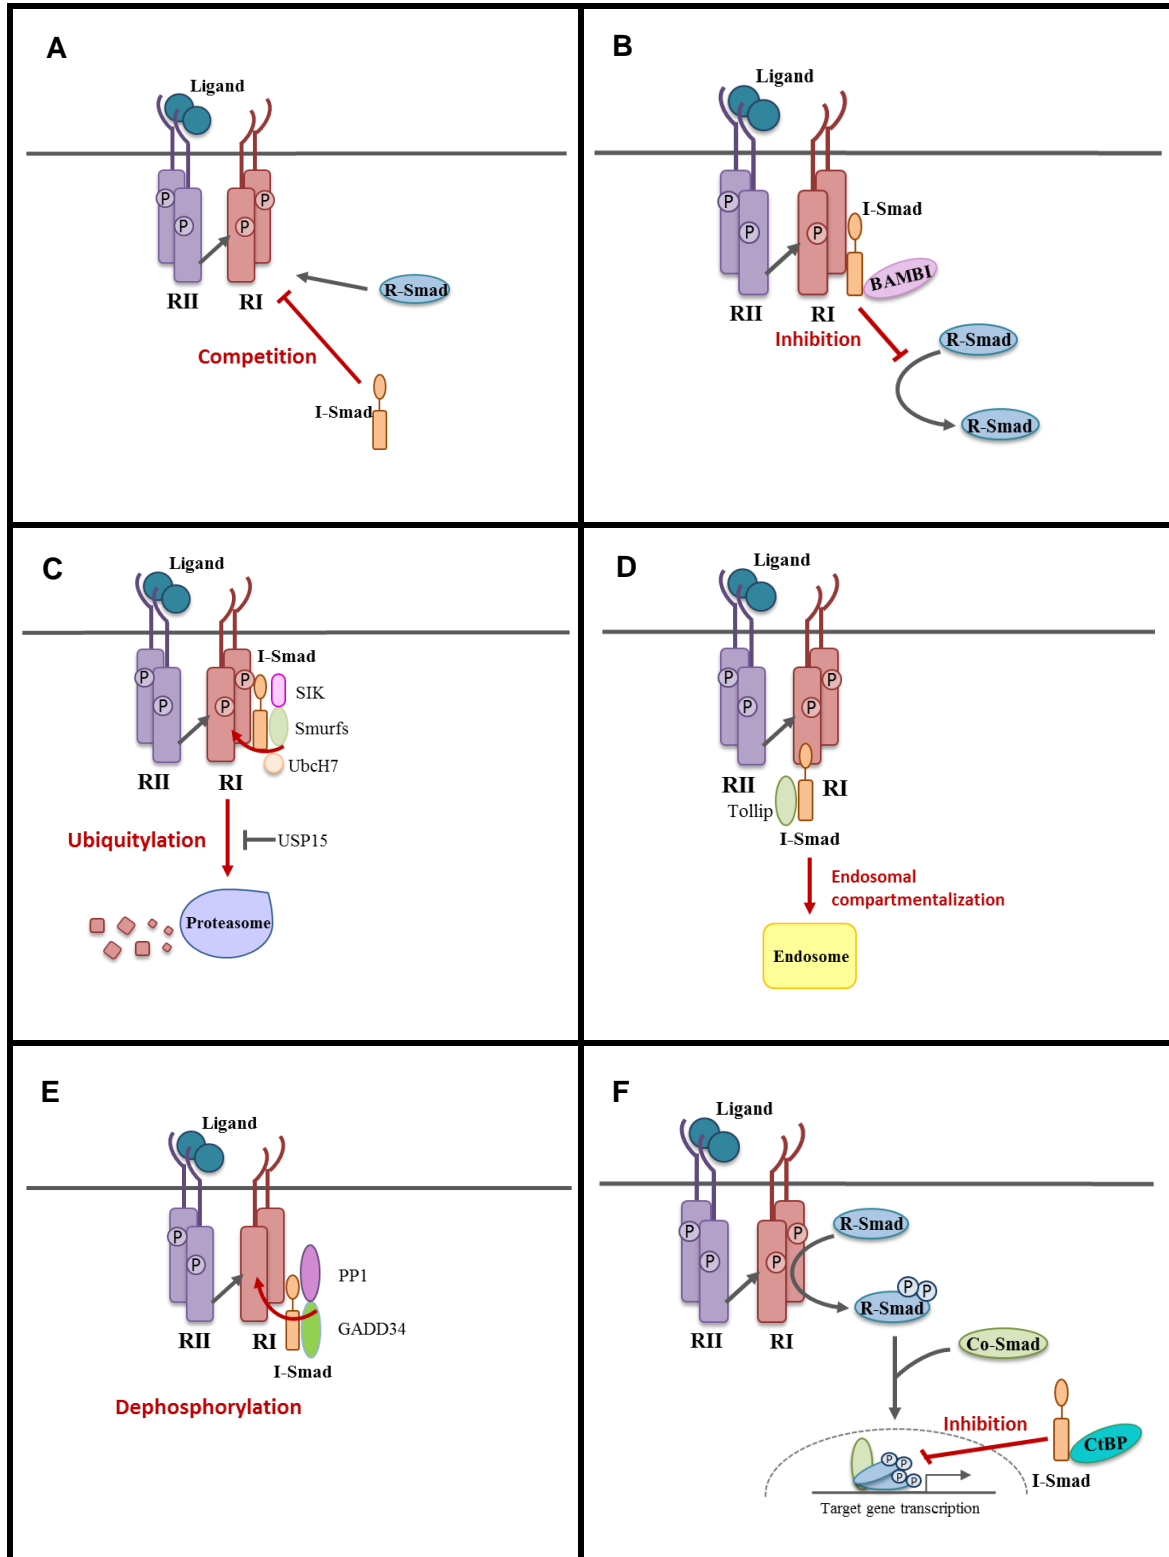 A
Ligand
P
P
P
P
RII
RI
R-Smad
Competition
I-Smad
B
Ligand
P
P
P
I-Smad
BAMBI
RII
RI
Inhibition
R-Smad
R-Smad
C
Ligand
I-Smad
P
P
P
P
SIK
Smurfs
UbcH7
RII
RI
Ubiquitylation
USP15
Proteasome
D
Ligand
P
P
P
P
RII
RI
Tollip
I-Smad
Endosomal
compartmentalization
Endosome
E
Ligand
P
P
PP1
GADD34
RII
RI
I-Smad
Dephosphorylation
F
Ligand
R-Smad
P
P
P
P
P
P
R-Smad
RII
RI
Co-Smad
Inhibition
CtBP
I-Smad
P
P
P
P
Target gene transcription